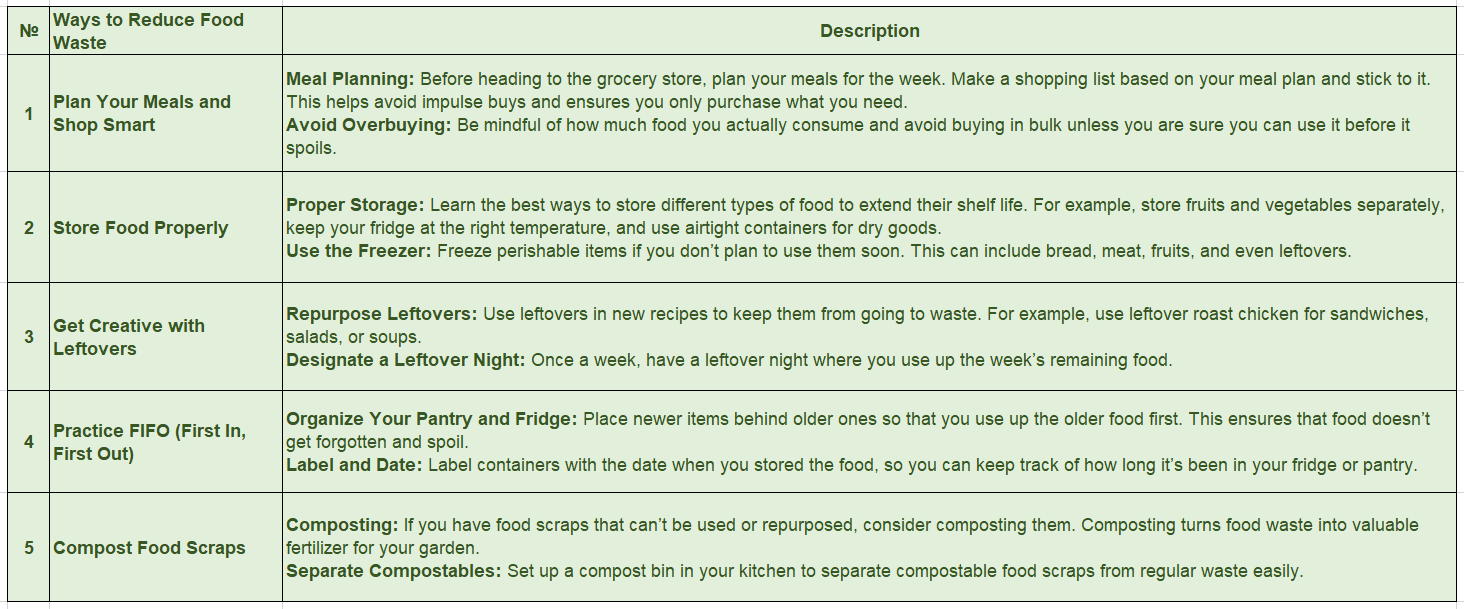 №
Ways to Reduce Food
Waste
Description
1
Plan Your Meals and
Shop Smart
Meal Planning: Before heading to the grocery store, plan your meals for the week. Make a shopping list based on your meal plan and stick to it.
This helps avoid impulse buys and ensures you only purchase what you need.
Avoid Overbuying: Be mindful of how much food you actually consume and avoid buying in bulk unless you are sure you can use it before it
spoils.
2
Store Food Properly
Proper Storage: Learn the best ways to store different types of food to extend their shelf life. For example, store fruits and vegetables separately,
keep your fridge at the right temperature, and use airtight containers for dry goods.
Use the Freezer: Freeze perishable items if you don’t plan to use them soon. This can include bread, meat, fruits, and even leftovers.
3
Get Creative with
Leftovers
Repurpose Leftovers: Use leftovers in new recipes to keep them from going to waste. For example, use leftover roast chicken for sandwiches,
salads, or soups.
Designate a Leftover Night: Once a week, have a leftover night where you use up the week’s remaining food.
4
Practice FIFO (First In,
First Out)
Organize Your Pantry and Fridge: Place newer items behind older ones so that you use up the older food first. This ensures that food doesn’t
get forgotten and spoil.
Label and Date: Label containers with the date when you stored the food, so you can keep track of how long it’s been in your fridge or pantry.
5
Compost Food Scraps
Composting: If you have food scraps that can’t be used or repurposed, consider composting them. Composting turns food waste into valuable
fertilizer for your garden.
Separate Compostables: Set up a compost bin in your kitchen to separate compostable food scraps from regular waste easily.